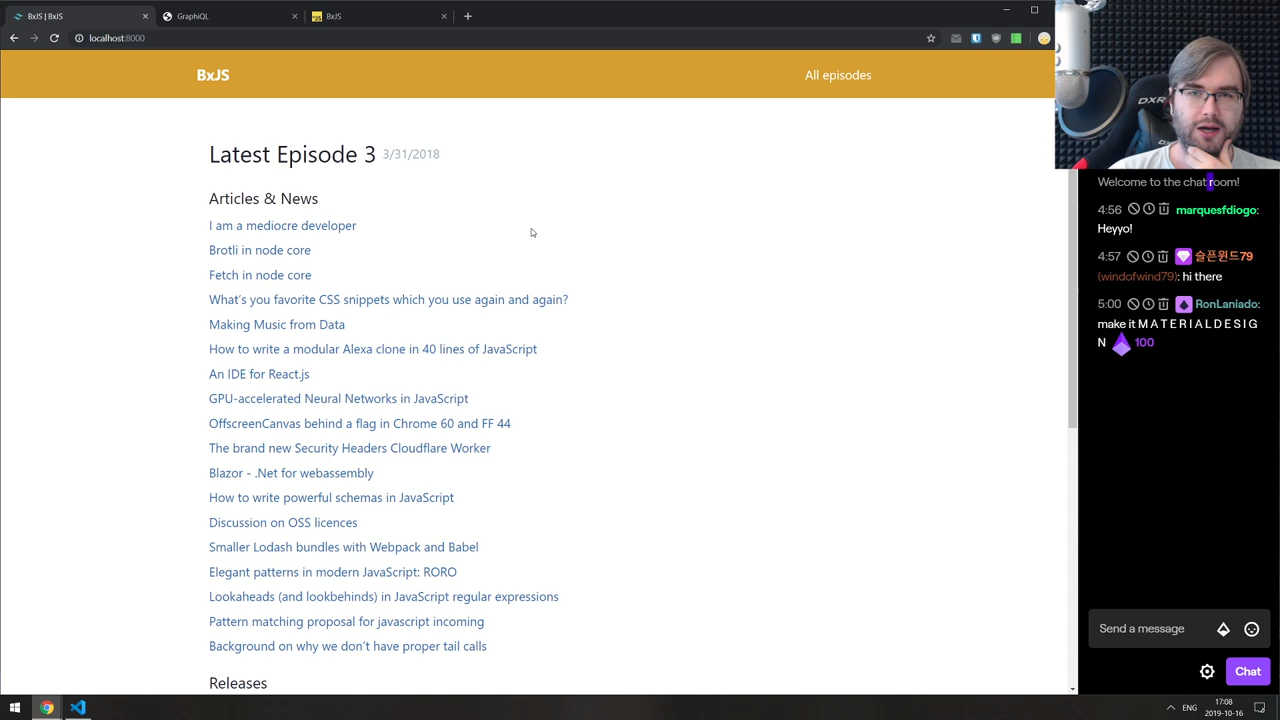 BxJS | BxJS
GraphiQL
BxJS
localhost:8000
BxJS
All episodes
Latest Episode 3 3/31/2018
Articles & News
I am a mediocre developer
Brotli in node core
Fetch in node core
What's you favorite CSS snippets which you use again and again?
Making Music from Data
How to write a modular Alexa clone in 40 lines of JavaScript
An IDE for React.js
GPU-accelerated Neural Networks in JavaScript
OffscreenCanvas behind a flag in Chrome 60 and FF 44
The brand new Security Headers Cloudflare Worker
Blazor - .Net for webassembly
How to write powerful schemas in JavaScript
Discussion on OSS licences
Smaller Lodash bundles with Webpack and Babel
Elegant patterns in modern JavaScript: RORO
Lookaheads (and lookbehinds) in JavaScript regular expressions
Pattern matching proposal for javascript incoming
Background on why we don't have proper tail calls
Releases
DXR
Welcome to the chat room!
4:56 marquesfdiogo:
Heyyo!
4:57 슬픈윈드79
(windofwind79): hi there
5:00 RonLaniado:
make it M A T E R I A L D E S I G
N 100
Send a message
Chat
ENG
17:08
2019-10-16